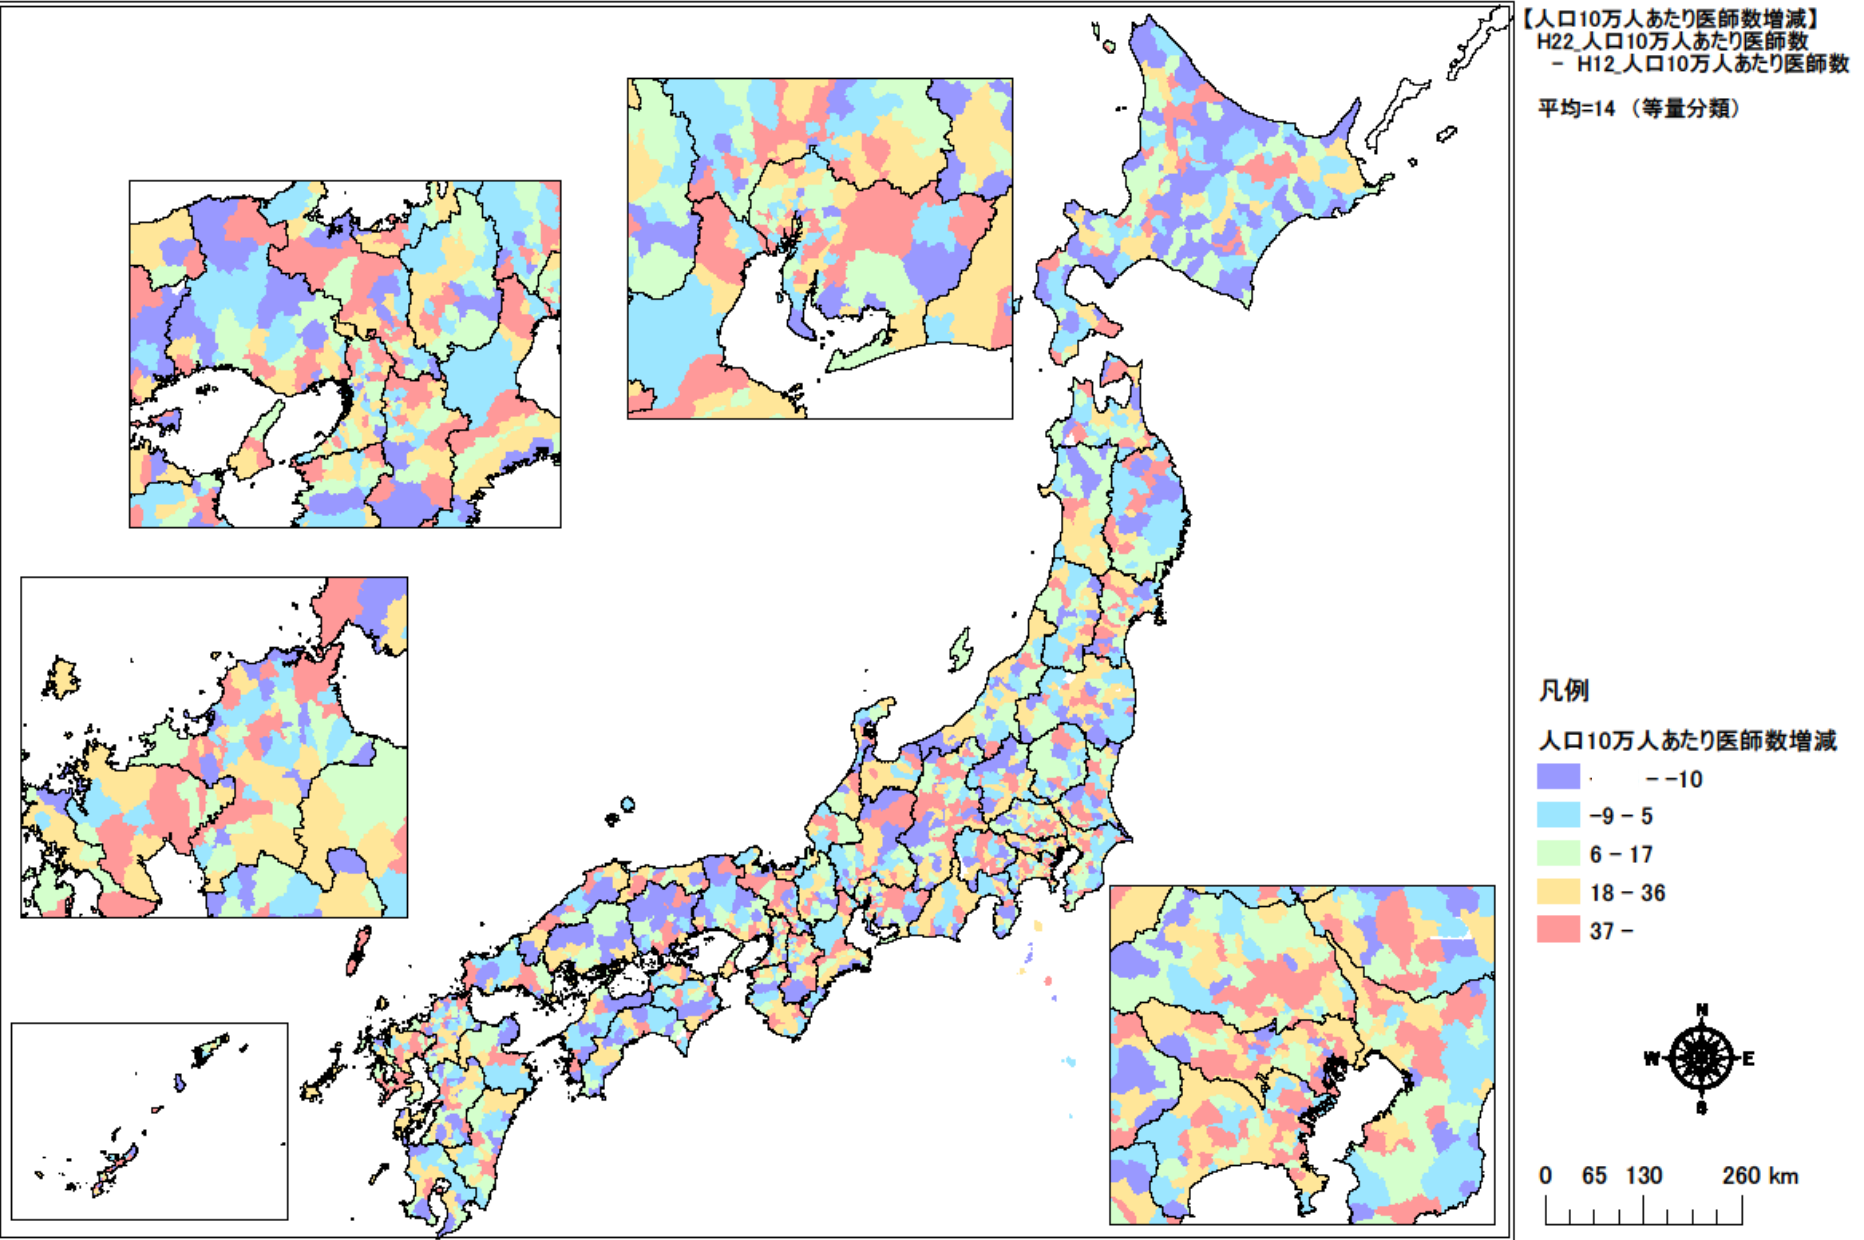 【人口10万人あたり医師数増減】
H22_人口10万人あたり医師数
- H12_人口10万人あたり医師数
平均=14 (等量分類)
凡例
人口10万人あたり医師数増減
- -10
-9 - 5
6 - 17
18 - 36
37 -
N
W E
S
0 65 130 260 km